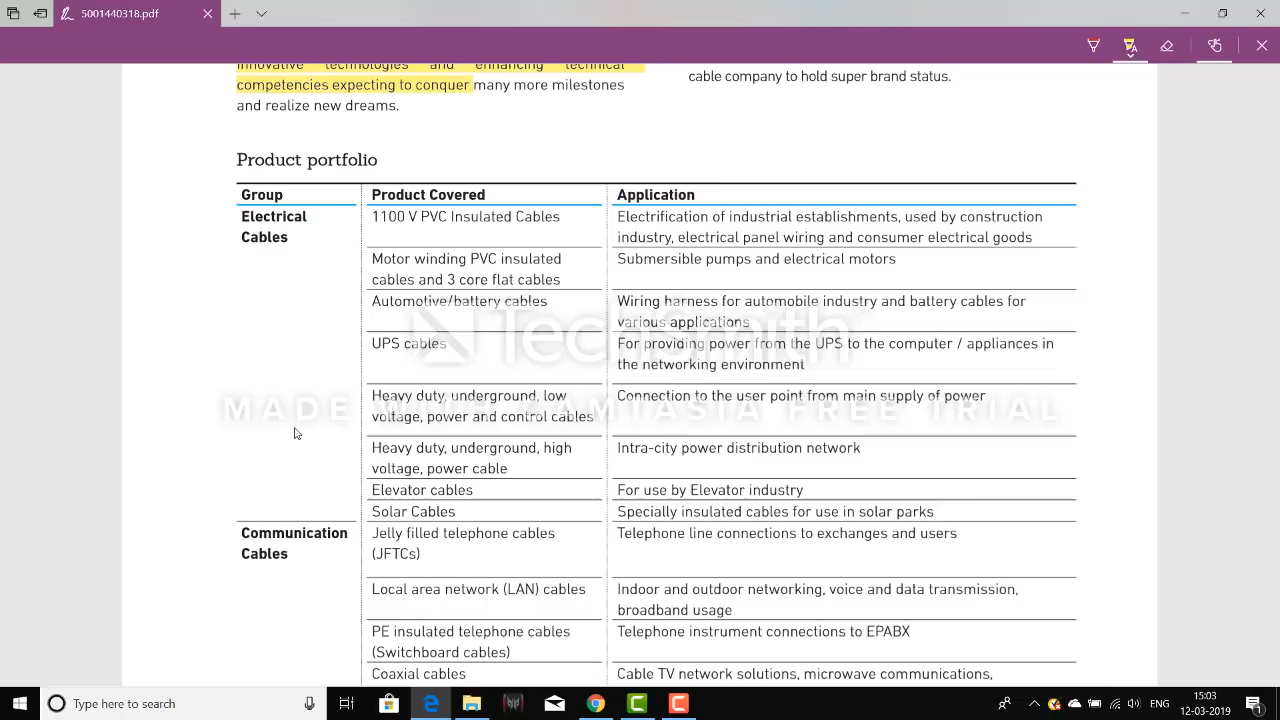 5001440318.pdf
innovative technologies and enhancing technical
competencies expecting to conquer many more milestones
and realize new dreams.
cable company to hold super brand status.
Product portfolio
Group Product Covered Application
Electrical Cables
1100 V PVC Insulated Cables
Electrification of industrial establishments, used by construction
industry, electrical panel wiring and consumer electrical goods
Motor winding PVC insulated
cables and 3 core flat cables
Submersible pumps and electrical motors
Automotive/battery cables
Wiring harness for automobile industry and battery cables for
various applications
UPS cables
For providing power from the UPS to the computer / appliances in
the networking environment
Heavy duty, underground, low
voltage, power and control cables
Connection to the user point from main supply of power
Heavy duty, underground, high
voltage, power cable
Intra-city power distribution network
Elevator cables
For use by Elevator industry
Solar Cables
Specially insulated cables for use in solar parks
Communication
Cables
Jelly filled telephone cables
(JFTCs)
Telephone line connections to exchanges and users
Local area network (LAN) cables
Indoor and outdoor networking, voice and data transmission,
broadband usage
PE insulated telephone cables
(Switchboard cables)
Telephone instrument connections to EPABX
Coaxial cables
Cable TV network solutions, microwave communications,
TechSmith
MADE WITH CAMTASIA FREE TRIAL
Type here to search
ENG
15:03
12-03-2019
1